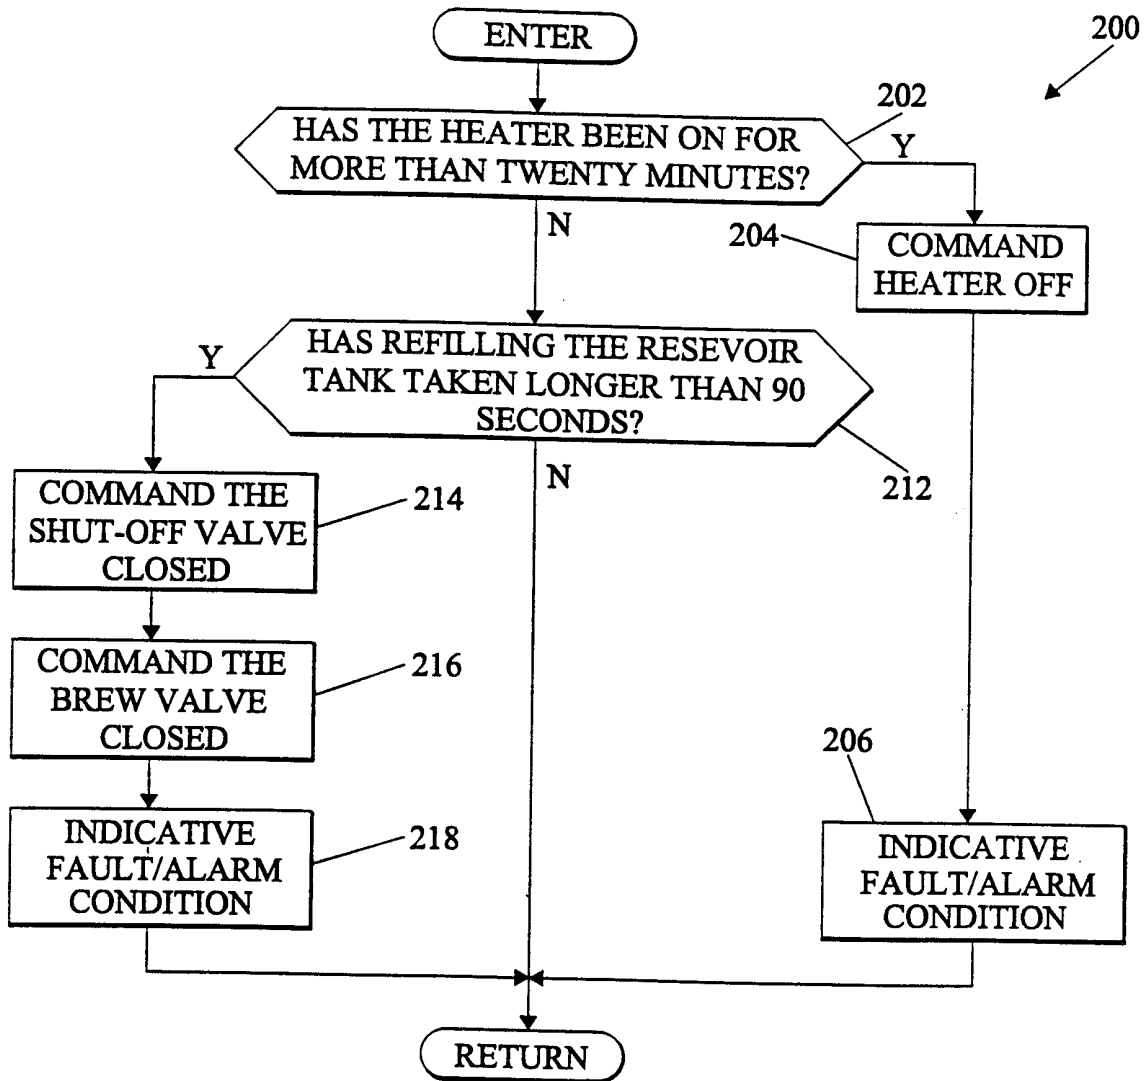 ENTER
200
202
HAS THE HEATER BEEN ON FOR
MORE THAN TWENTY MINUTES?
Y
N
204
COMMAND
HEATER OFF
HAS REFILLING THE RESEVOIR
TANK TAKEN LONGER THAN 90
SECONDS?
Y
N
212
COMMAND THE
SHUT-OFF VALVE
CLOSED
214
COMMAND THE
BREW VALVE
CLOSED
216
206
INDICATIVE
FAULT/ALARM
CONDITION
218
INDICATIVE
FAULT/ALARM
CONDITION
RETURN